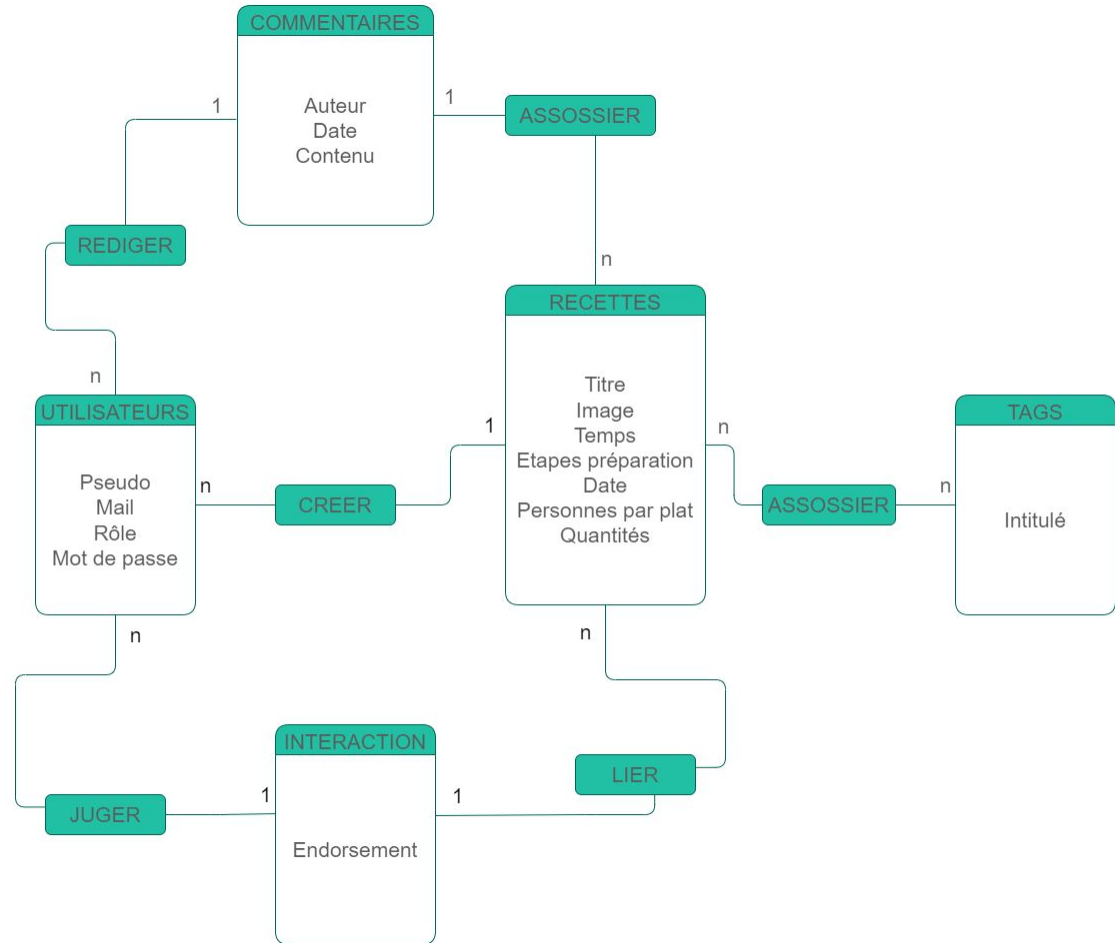 COMMENTAIRES
Auteur
Date
Contenu
1
1
ASSOSSIER
REDIGER
n
n
RECETTES
Titre
Image
Temps
Etapes préparation
Date
Personnes par plat
Quantités
UTILISATEURS
Pseudo
Mail
Rôle
Mot de passe
n
CREER
1
n
ASSOSSIER
n
TAGS
Intitulé
n
n
INTERACTION
Endorsement
JUGER
1
1
LIER